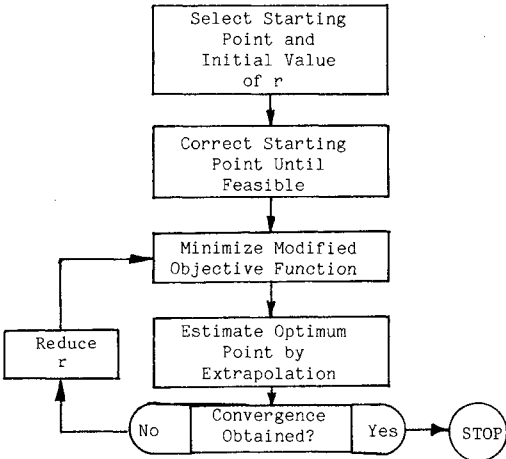 Select Starting
Point and
Initial Value
of r
Correct Starting
Point Until
Feasible
Minimize Modified
Objective Function
Reduce
r
Estimate Optimum
Point by
Extrapolation
No
Convergence
Obtained?
Yes
STOP